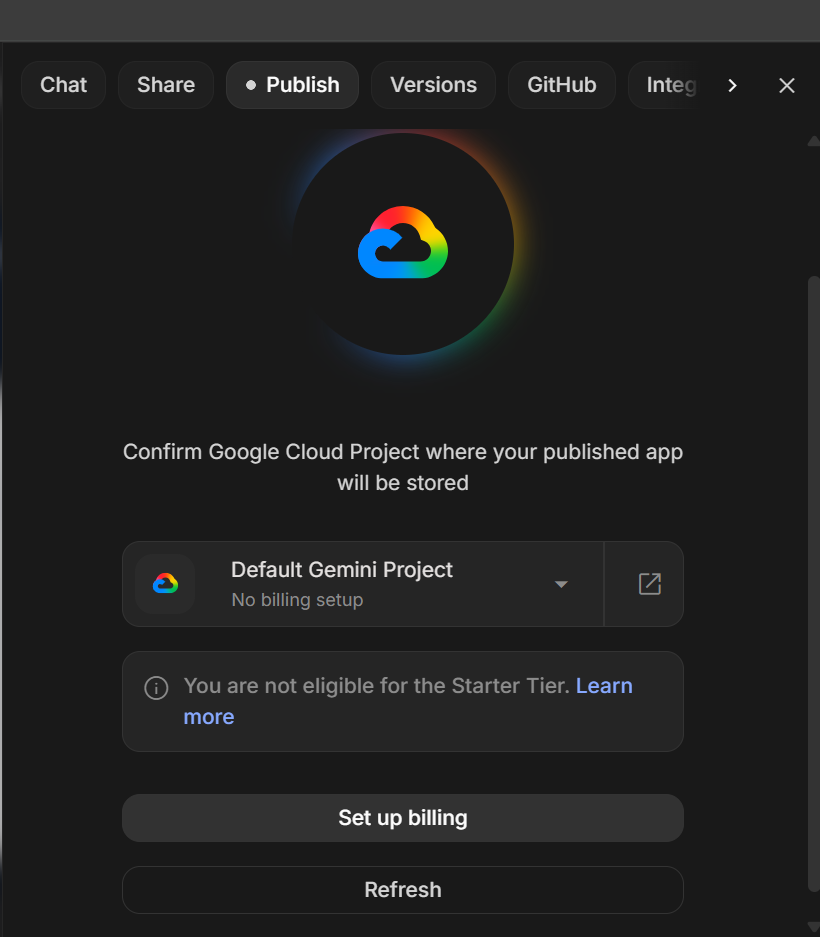 Chat
Share
Publish
Versions
GitHub
Integ
Confirm Google Cloud Project where your published app
will be stored
Default Gemini Project
No billing setup
You are not eligible for the Starter Tier. Learn
more
Set up billing
Refresh